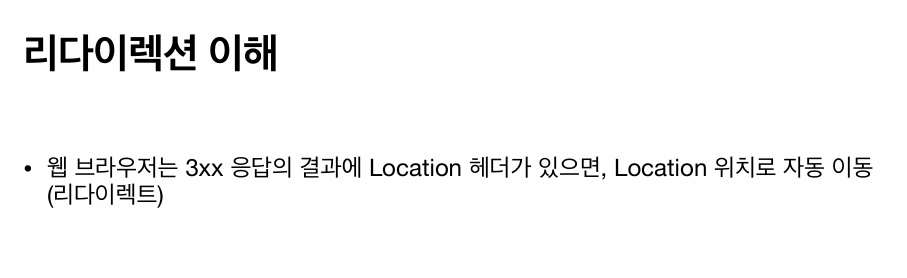 리다이렉션 이해
• 웹 브라우저는 3xx 응답의 결과에 Location 헤더가 있으면, Location 위치로 자동 이동
(리다이렉트)